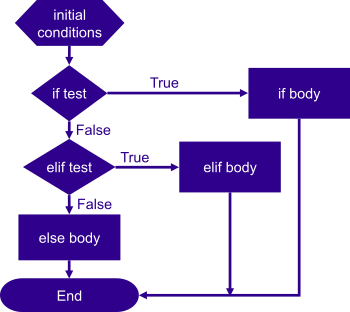 initial
conditions
if test
True
if body
False
elif test
True
elif body
False
else body
End